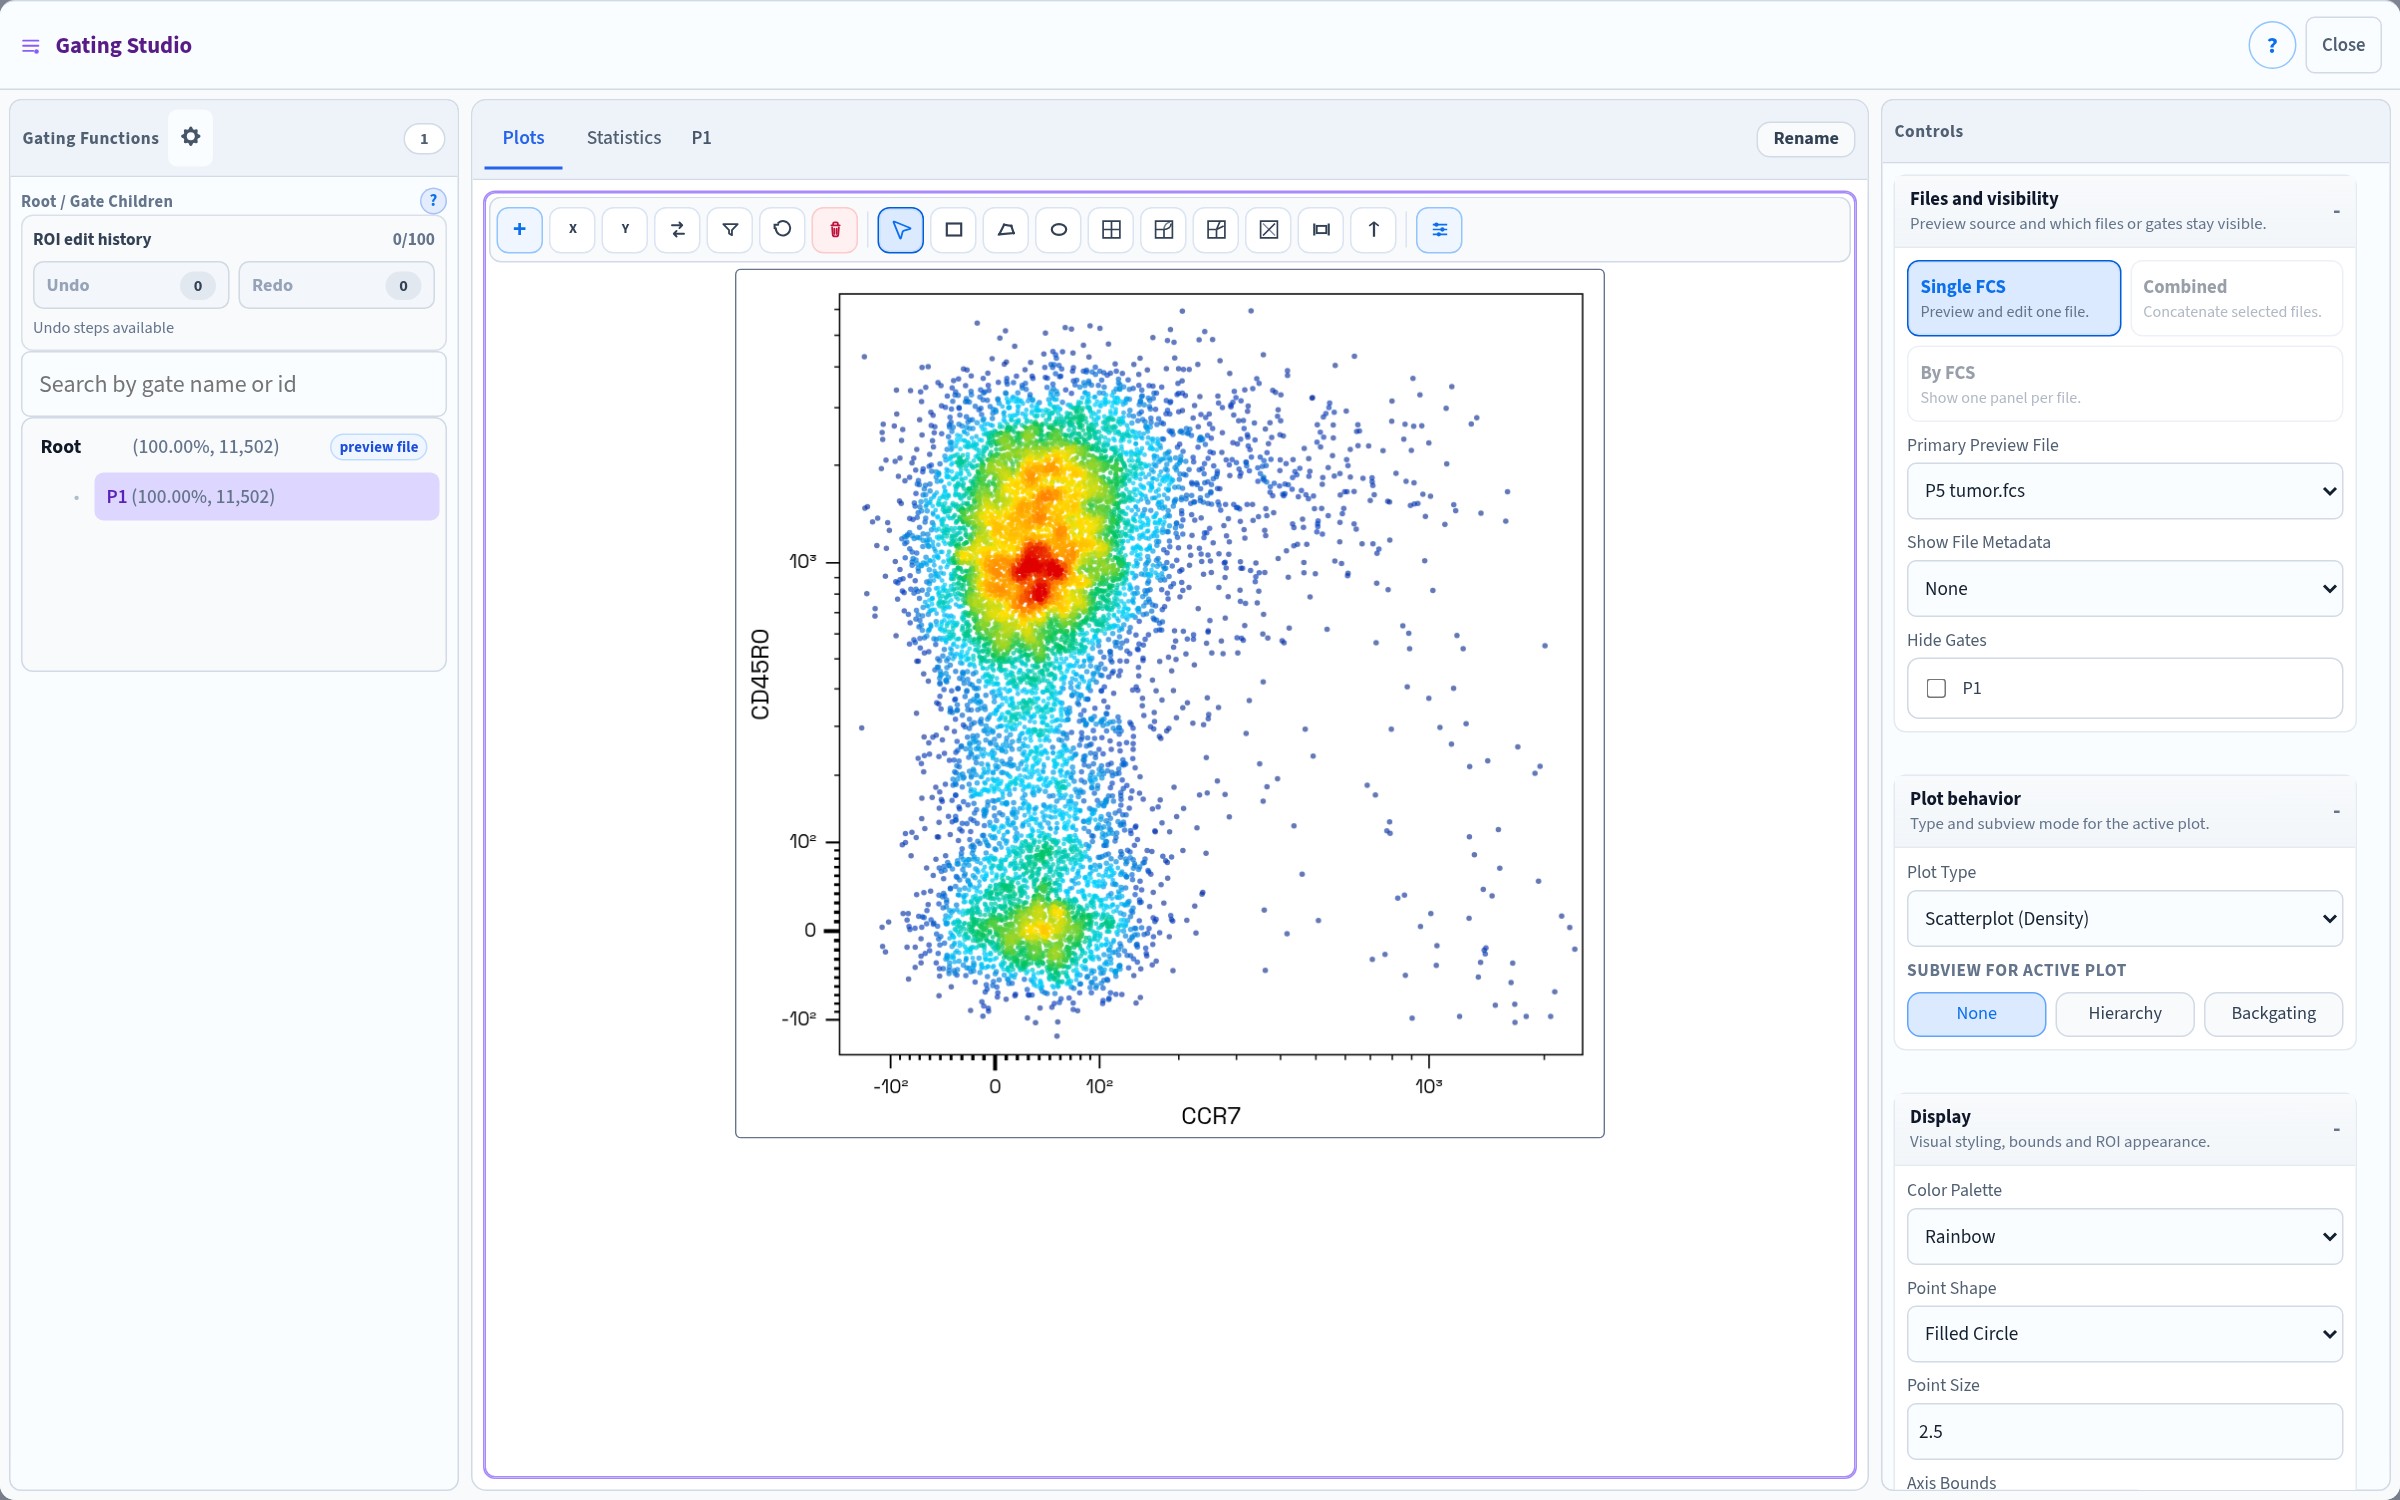 Gating Studio
?
Close
Gating Functions
1
Root / Gate Children
?
ROI edit history
0/100
Undo
0
Redo
0
Undo steps available
Search by gate name or id
Root (100.00%, 11,502) preview file
P1 (100.00%, 11,502)
Plots
Statistics
P1
Rename
+
X
Y
CD45RO
10³
10²
0
-10²
-10²
0
10²
10³
CCR7
Controls
Files and visibility
Preview source and which files or gates stay visible.
-
Single FCS
Preview and edit one file.
Combined
Concatenate selected files.
By FCS
Show one panel per file.
Primary Preview File
P5 tumor.fcs
Show File Metadata
None
Hide Gates
P1
Plot behavior
Type and subview mode for the active plot.
-
Plot Type
Scatterplot (Density)
SUBVIEW FOR ACTIVE PLOT
None
Hierarchy
Backgating
Display
Visual styling, bounds and ROI appearance.
-
Color Palette
Rainbow
Point Shape
Filled Circle
Point Size
2.5
Axis Bounds